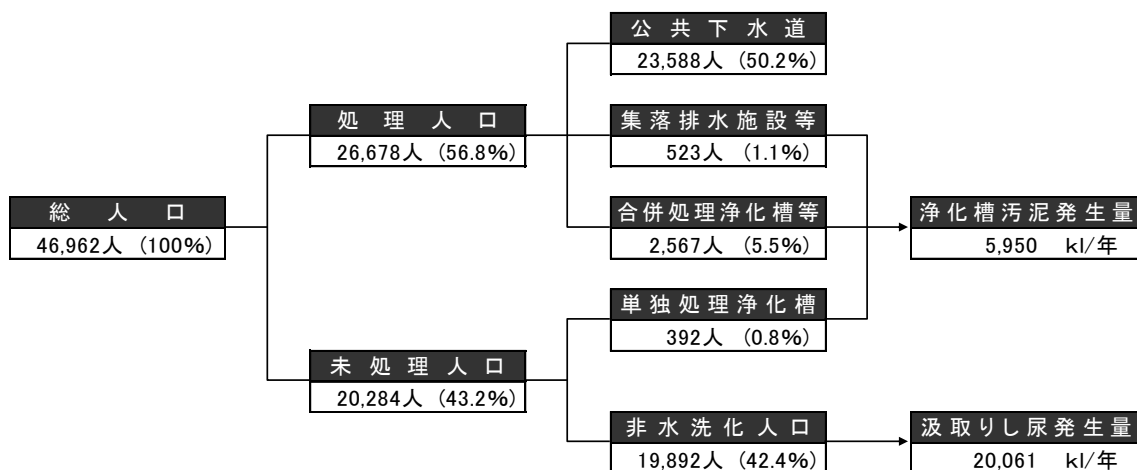 公共下水道
23,588人 (50.2%)
処理人口
26,678人 (56.8%)
集落排水施設等
523人 (1.1%)
総人口
46,962人 (100%)
合併処理浄化槽等
2,567人 (5.5%)
浄化槽汚泥発生量
5,950 kl/年
単独処理浄化槽
392人 (0.8%)
未処理人口
20,284人 (43.2%)
非水洗化人口
19,892人 (42.4%)
汲取りし尿発生量
20,061 kl/年